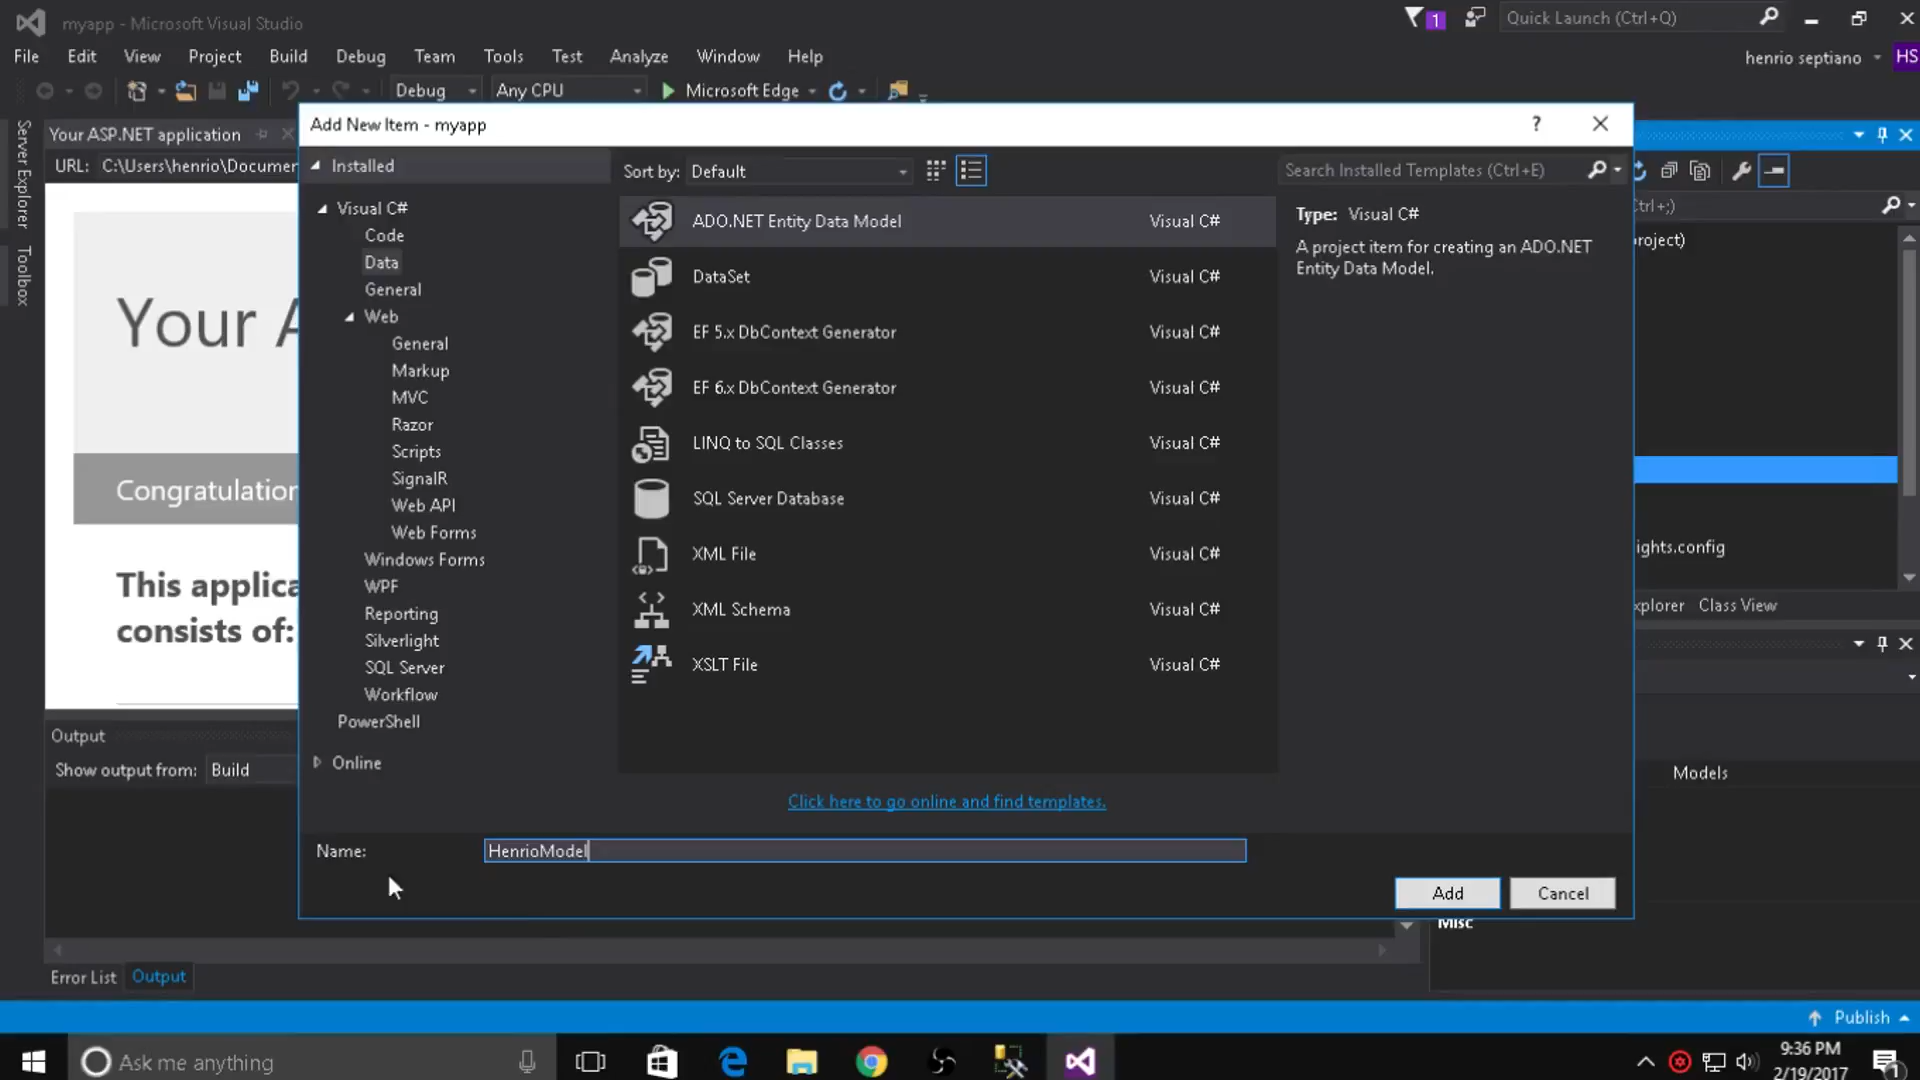 myapp - Microsoft Visual Studio
1
Quick Launch (Ctrl+Q)
File Edit View Project Build Debug Team Tools Test Analyze Window Help
henrio septiano HS
Debug Any CPU Microsoft Edge
Server Explorer
Toolbox
Your ASP.NET application
URL: C:\Users\henrio\Documen
Your A
Congratulation
This applica
consists of:
Add New Item - myapp
?
Installed
Sort by: Default
Search Installed Templates (Ctrl+E)
Visual C#
Code
Data
General
Web
General
Markup
MVC
Razor
Scripts
SignalR
Web API
Web Forms
Windows Forms
WPF
Reporting
Silverlight
SQL Server
Workflow
PowerShell
Online
ADO.NET Entity Data Model Visual C#
DataSet Visual C#
EF 5.x DbContext Generator Visual C#
EF 6.x DbContext Generator Visual C#
LINQ to SQL Classes Visual C#
SQL Server Database Visual C#
XML File Visual C#
XML Schema Visual C#
XSLT File Visual C#
Type: Visual C#
A project item for creating an ADO.NET
Entity Data Model.
Click here to go online and find templates.
Name: HenrioModel
Add Cancel
trl+;)
roject)
ights.config
xplorer Class View
Models
Misc
Output
Show output from: Build
Error List Output
Publish
Ask me anything
9:36 PM
2/19/2017
1